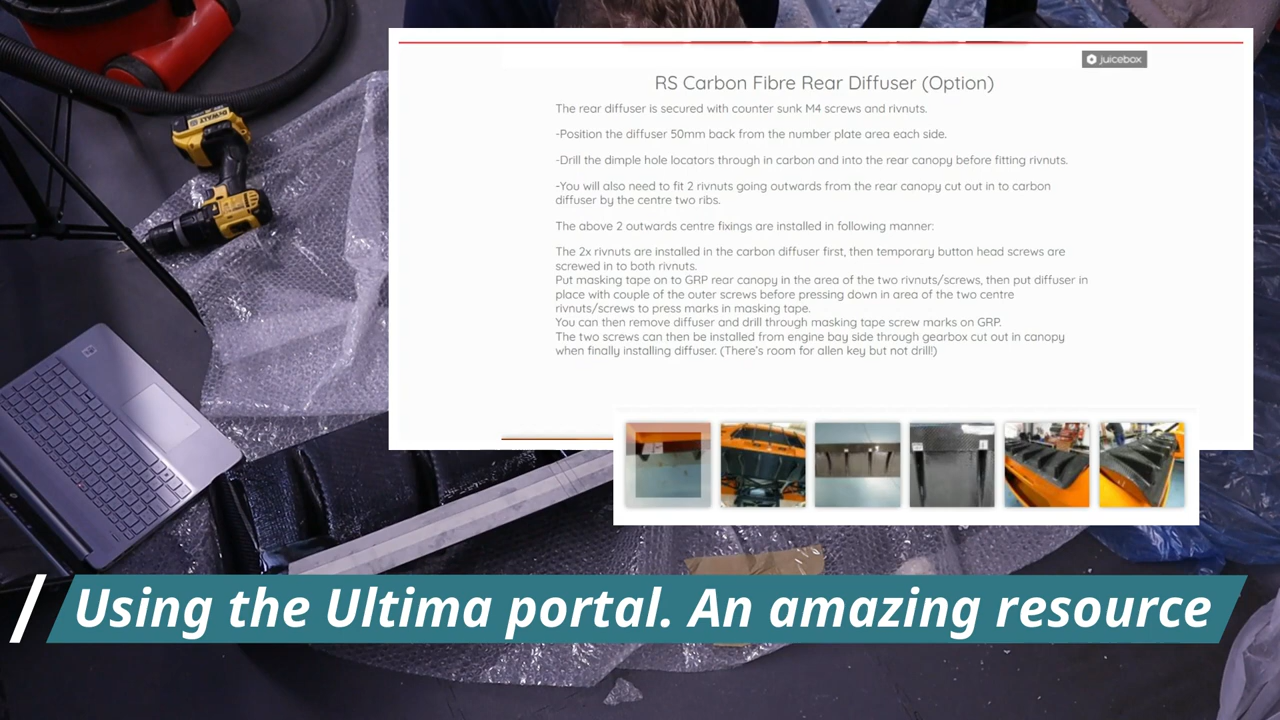 juicebox
RS Carbon Fibre Rear Diffuser (Option)
The rear diffuser is secured with counter sunk M4 screws and rivnuts.
-Position the diffuser 50mm back from the number plate area each side.
-Drill the dimple hole locators through in carbon and into the rear canopy before fitting rivnuts.
-You will also need to fit 2 rivnuts going outwards from the rear canopy cut out in to carbon
diffuser by the centre two ribs.
The above 2 outwards centre fixings are installed in following manner:
The 2x rivnuts are installed in the carbon diffuser first, then temporary button head screws are
screwed in to both rivnuts.
Put masking tape on to GRP rear canopy in the area of the two rivnuts/screws, then put diffuser in
place with couple of the outer screws before pressing down in area of the two centre
rivnuts/screws to press marks in masking tape.
You can then remove diffuser and drill through masking tape screw marks on GRP.
The two screws can then be installed from engine bay side through gearbox cut out in canopy
when finally installing diffuser. (There's room for allen key but not drill!)
DEWALT
/ Using the Ultima portal. An amazing resource